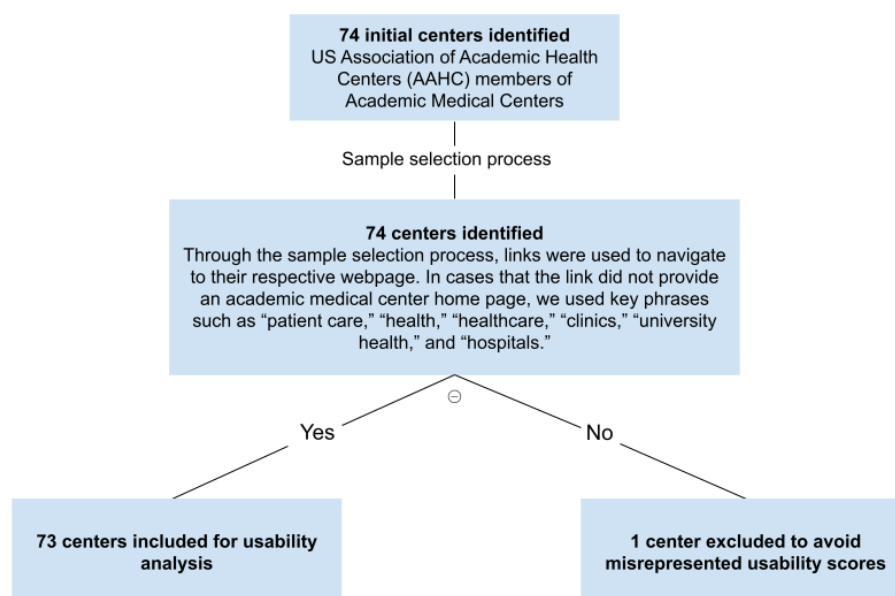 74 initial centers identified
US Association of Academic Health
Centers (AAHC) members of
Academic Medical Centers
Sample selection process
74 centers identified
Through the sample selection process, links were used to navigate
to their respective webpage. In cases that the link did not provide
an academic medical center home page, we used key phrases
such as “patient care,” “health,” “healthcare,” “clinics,” “university
health,” and “hospitals.”
Yes
No
73 centers included for usability
analysis
1 center excluded to avoid
misrepresented usability scores